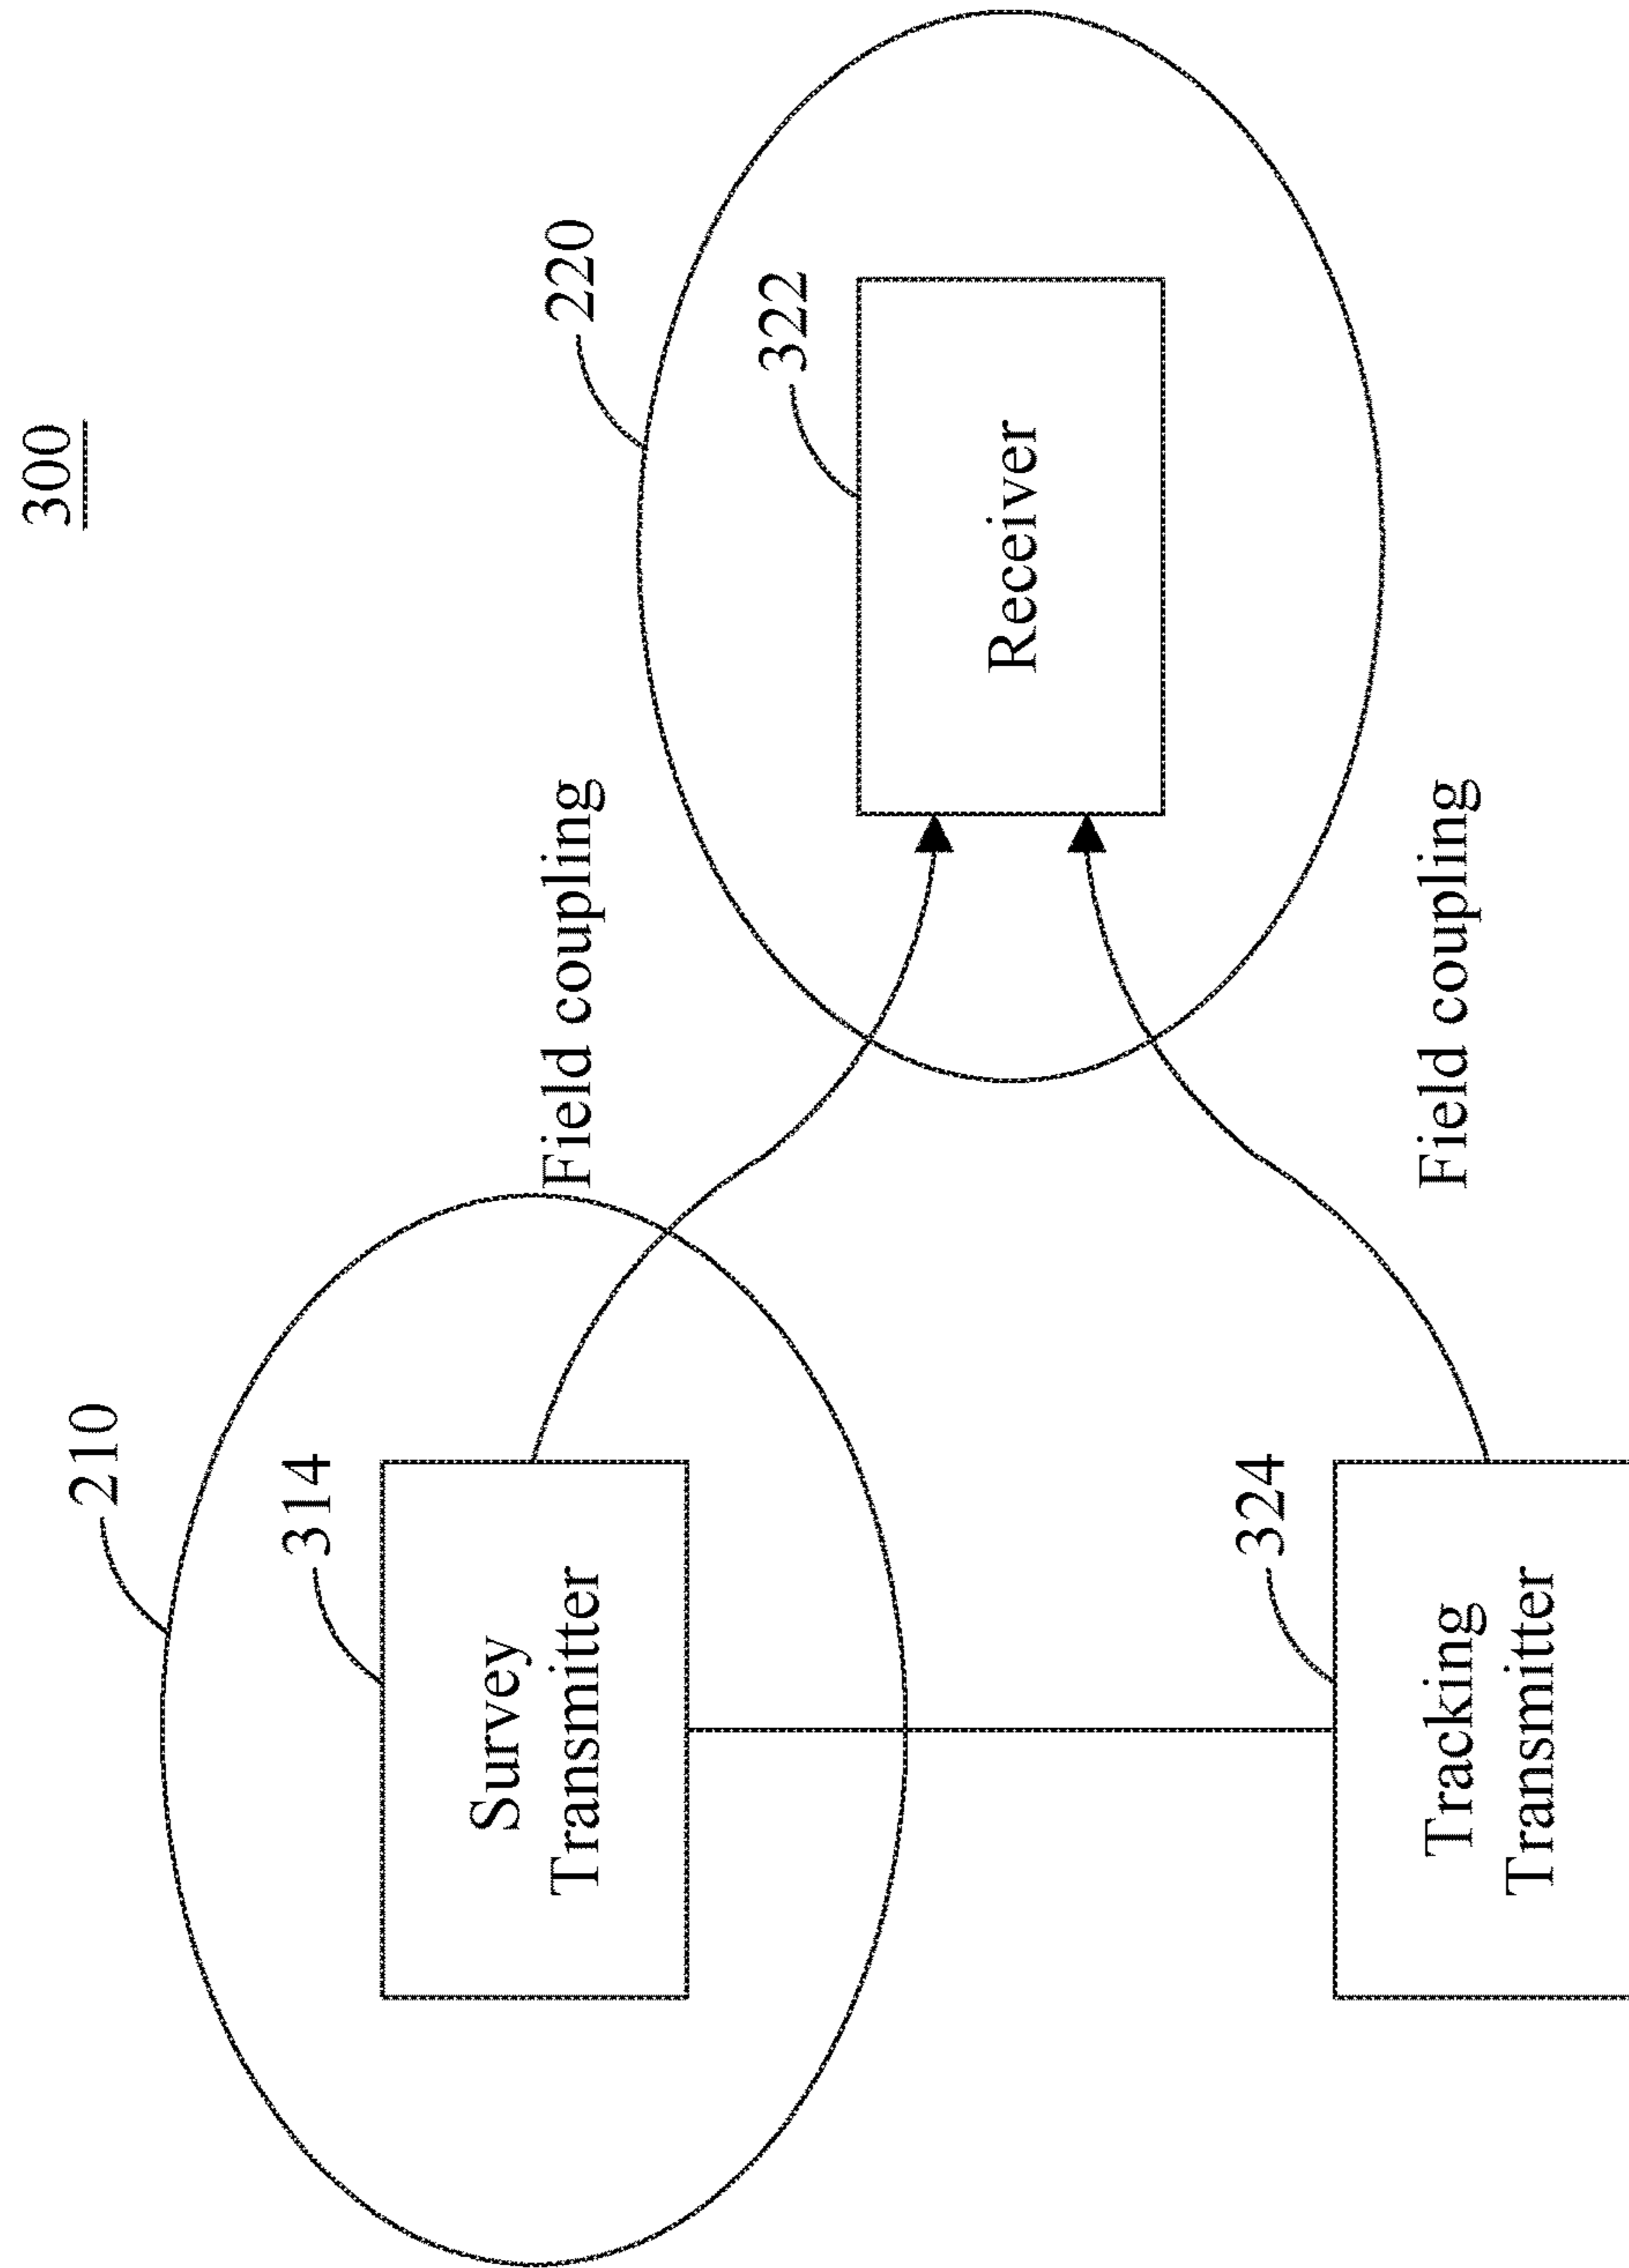 300
210
314
Survey
Transmitter
Field coupling
220
322
Receiver
324
Tracking
Transmitter
Field coupling